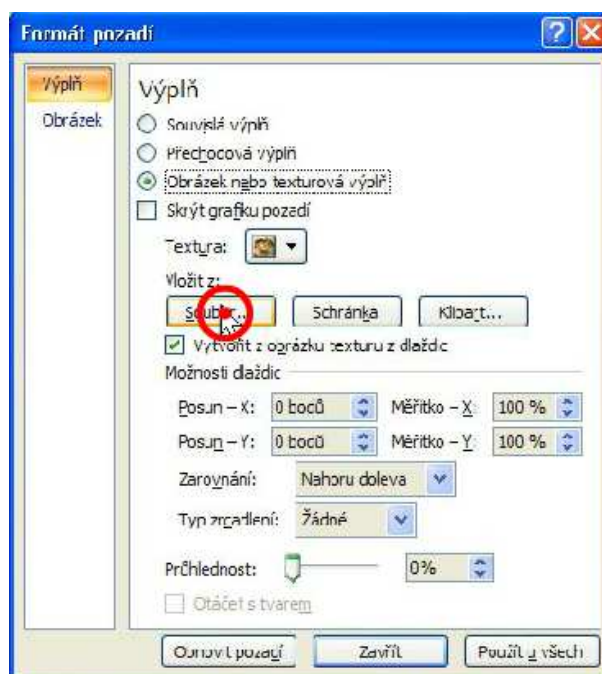 Formát pozadí
Výplň
Obrázek
Výplň
Souvislá výplň
Přechodová výplň
Obrázek nebo texturová výplň
Skrýt grafiku pozadí
Textura:
Vložit z:
Soubor... Schránka Klipart...
Vytvořit z obrázku texturu z dlaždic
Možnosti dlaždic
Posun – X: 0 bodů Měřítko – X: 100 %
Posun – Y: 0 bodů Měřítko – Y: 100 %
Zarovnání: Nahoru doleva
Typ zrcadlení: Žádné
Průhlednost: 0%
Otáčet s tvarem
Obnovit pozadí Zavřít Použít u všech